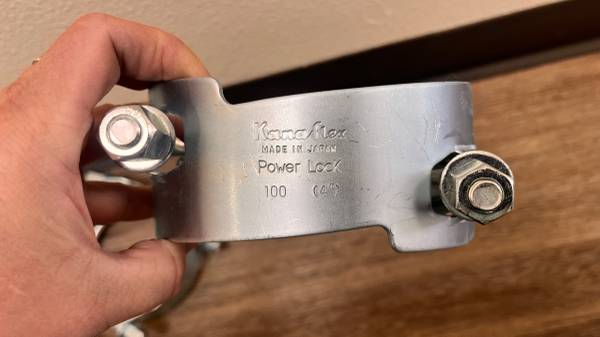 Kanaflex
MADE IN JAPAN
Power Lock
100 (4")